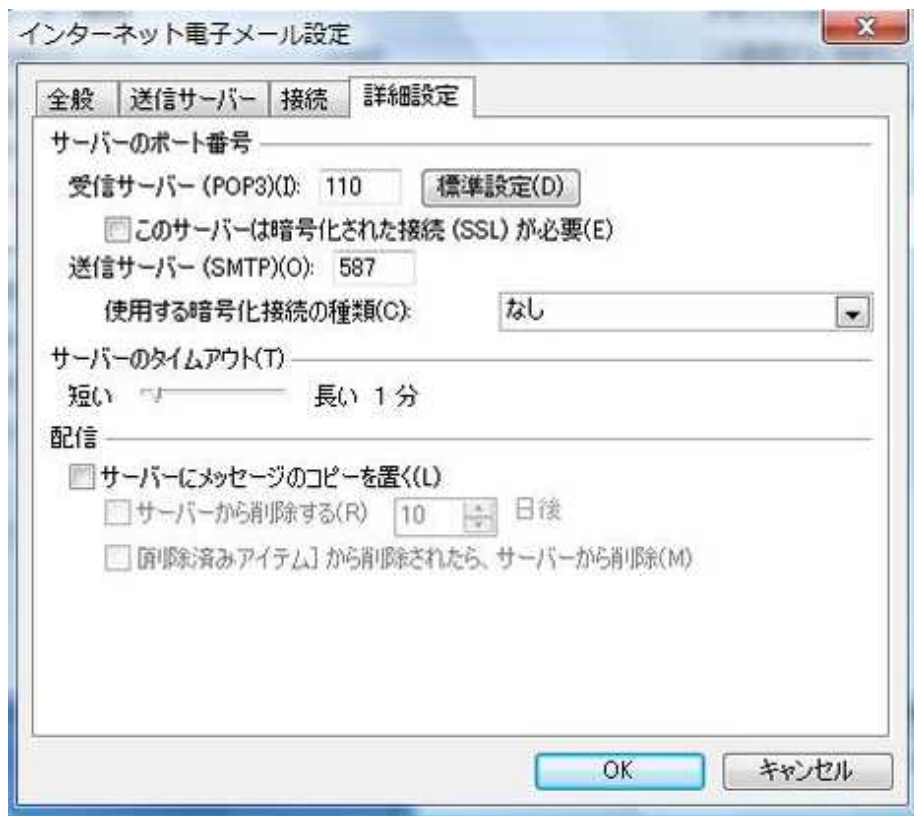 インターネット電子メール設定
全般 送信サーバー 接続 詳細設定
サーバーのポート番号
受信サーバー (POP3)(I): 110 標準設定(D)
このサーバーは暗号化された接続 (SSL) が必要(E)
送信サーバー (SMTP)(O): 587
使用する暗号化接続の種類(C): なし
サーバーのタイムアウト(T)
短い 長い 1 分
配信
サーバーにメッセージのコピーを置く(L)
サーバーから削除する(R) 10 日後
[削除済みアイテム] から削除されたら、サーバーから削除(M)
OK キャンセル